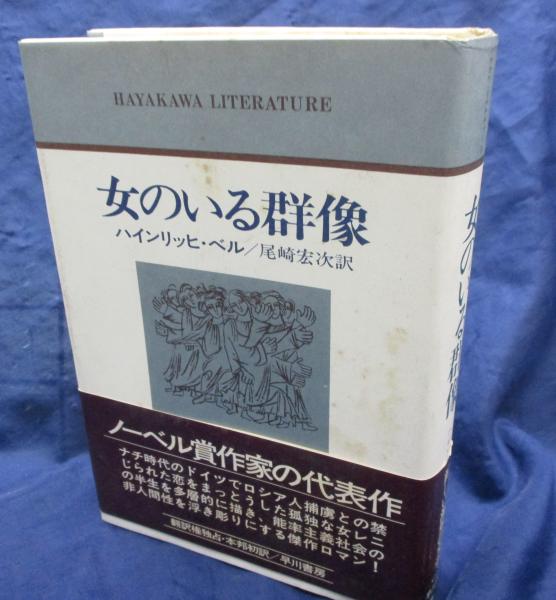 HAYAKAWA LITERATURE
女のいる群像
ハインリッヒ・ベル/尾崎宏次訳
ノーベル賞作家の代表作
ナチ時代のドイツでロシア人捕虜との禁
じられた恋をまっとうした孤独な女レニ
の半生を多層的に描き、能率主義社会の
非人間性を浮き彫りにする傑作ロマン!
翻訳権独占・本邦初訳/早川書房
女のいる群像